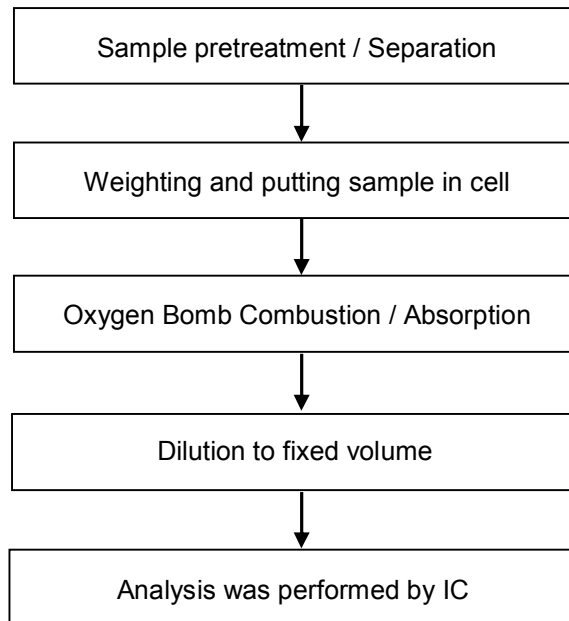 Sample pretreatment / Separation
Weighting and putting sample in cell
Oxygen Bomb Combustion / Absorption
Dilution to fixed volume
Analysis was performed by IC